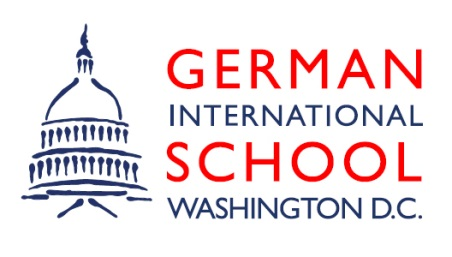 GERMAN
INTERNATIONAL
SCHOOL
WASHINGTON D.C.